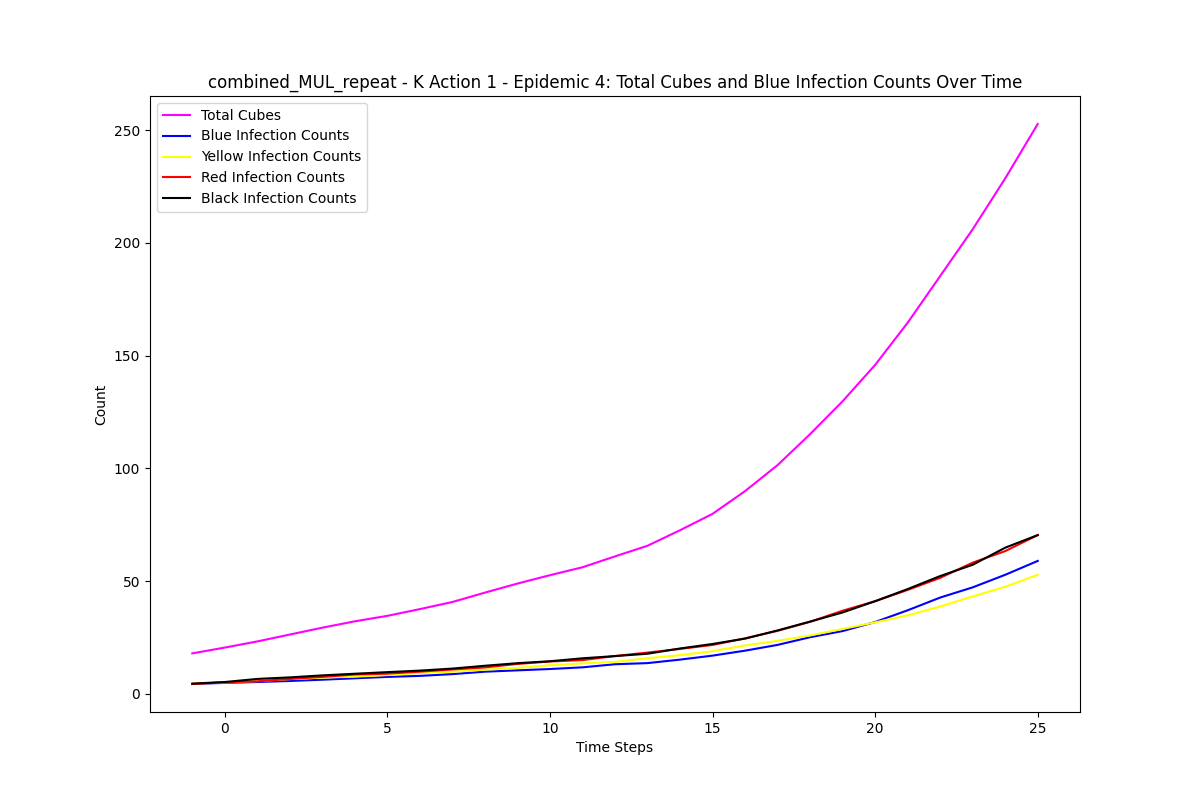 combined_MUL_repeat - K Action 1 - Epidemic 4: Total Cubes and Blue Infection Counts Over Time
Total Cubes
Blue Infection Counts
Yellow Infection Counts
Red Infection Counts
Black Infection Counts
250
200
150
100
50
0
Count
0 5 10 15 20 25
Time Steps